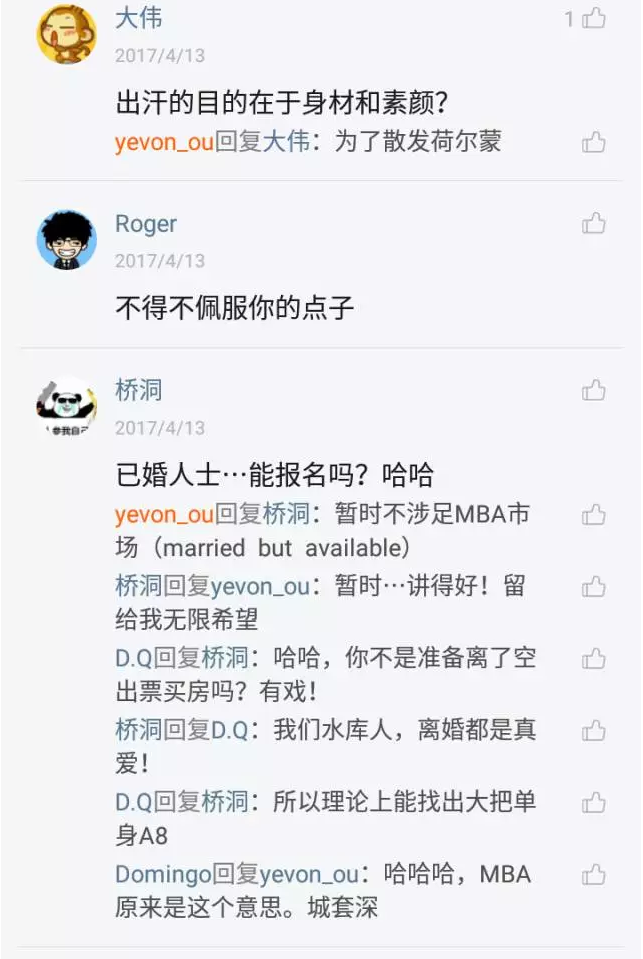 大伟
1
2017/4/13
出汗的目的在于身材和素颜？
yevon_ou回复大伟：为了散发荷尔蒙
Roger
2017/4/13
不得不佩服你的点子
桥洞
2017/4/13
已婚人士…能报名吗？哈哈
yevon_ou回复桥洞：暂时不涉足MBA市
场（married but available）
桥洞回复yevon_ou：暂时…讲得好！留
给我无限希望
D.Q回复桥洞：哈哈，你不是准备离了空
出票买房吗？有戏！
桥洞回复D.Q：我们水库人，离婚都是真
爱！
D.Q回复桥洞：所以理论上能找出大把单
身A8
Domingo回复yevon_ou：哈哈哈，MBA
原来是这个意思。城套深